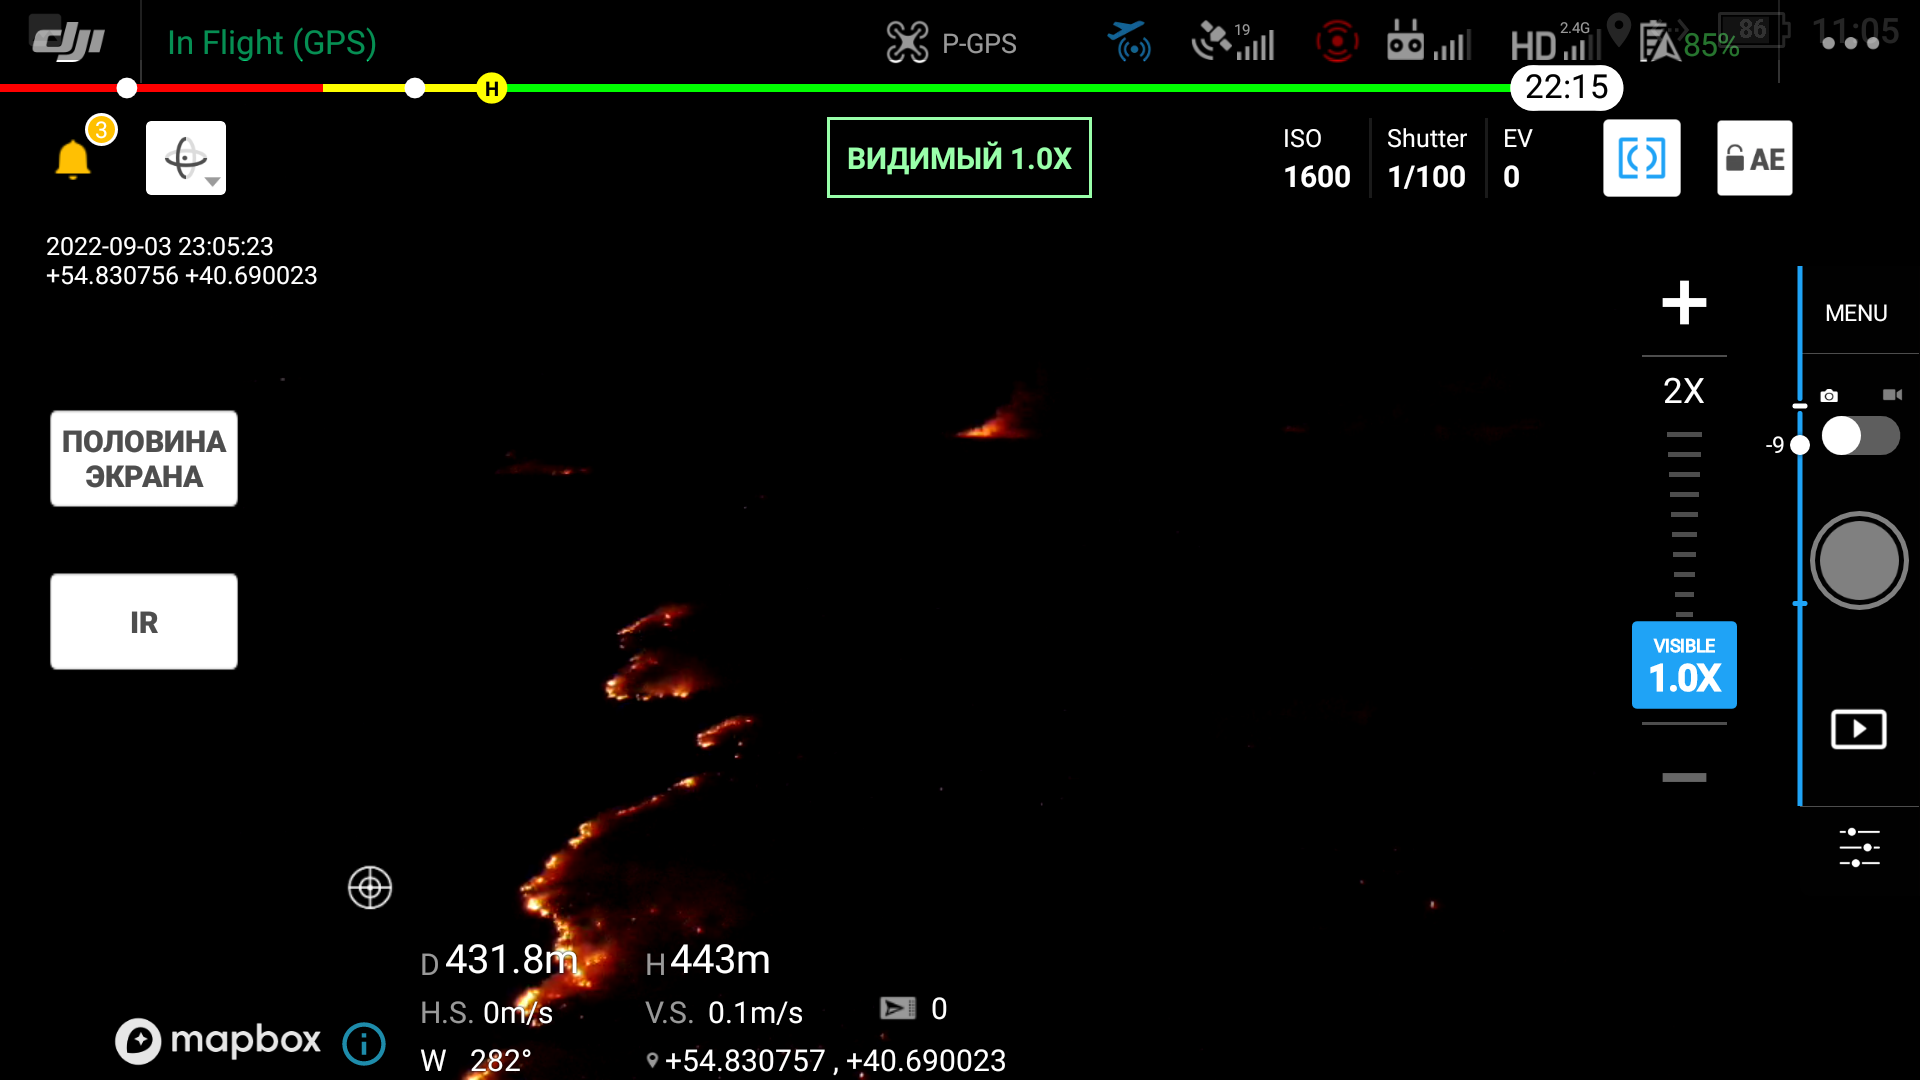 dji
In Flight (GPS)
P-GPS
19
HD
2.4G
85%
86
11:05
H
22:15
3
ВИДИМЫЙ 1.0X
ISO
1600
Shutter
1/100
EV
0
AE
2022-09-03 23:05:23
+54.830756 +40.690023
MENU
2X
-9
ПОЛОВИНА
ЭКРАНА
IR
VISIBLE
1.0X
D 431.8m
H 443m
H.S. 0m/s
V.S. 0.1m/s
0
mapbox
W 282°
+54.830757 , +40.690023